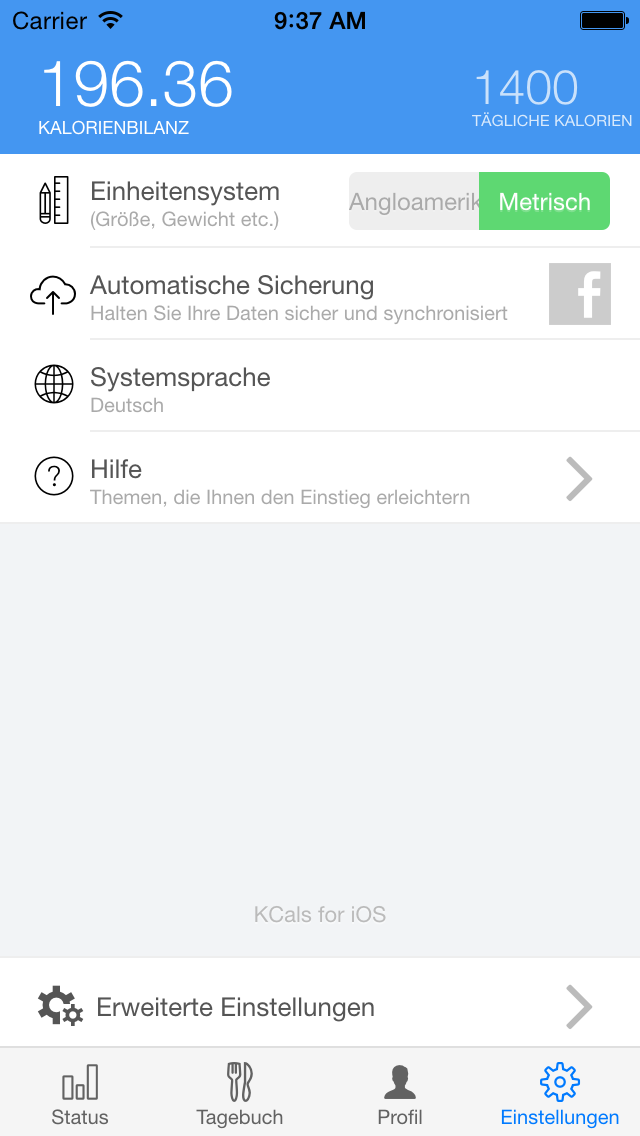 Carrier 9:37 AM
196.36
1400
KALORIENBILANZ
TÄGLICHE KALORIEN
Einheitensystem
(Größe, Gewicht etc.)
Angloamerik
Metrisch
Automatische Sicherung
Halten Sie Ihre Daten sicher und synchronisiert
f
Systemsprache
Deutsch
Hilfe
?
Themen, die Ihnen den Einstieg erleichtern
KCals for iOS
Erweiterte Einstellungen
Status Tagebuch Profil Einstellungen